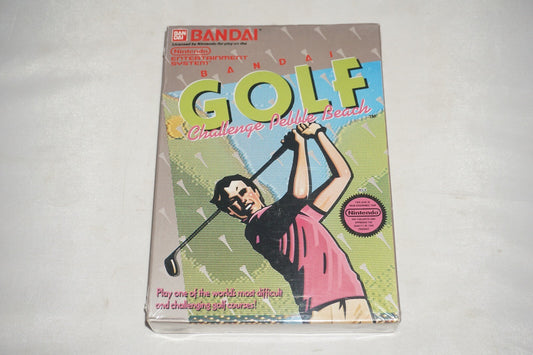 BAN
DAI
BANDAI
Licensed by Nintendo for play on the
Nintendo
ENTERTAINMENT
SYSTEM
BANDAI
GOLF
Challenge Pebble Beach
TM
Nintendo
Play one of the world's most difficult
and challenging golf courses!